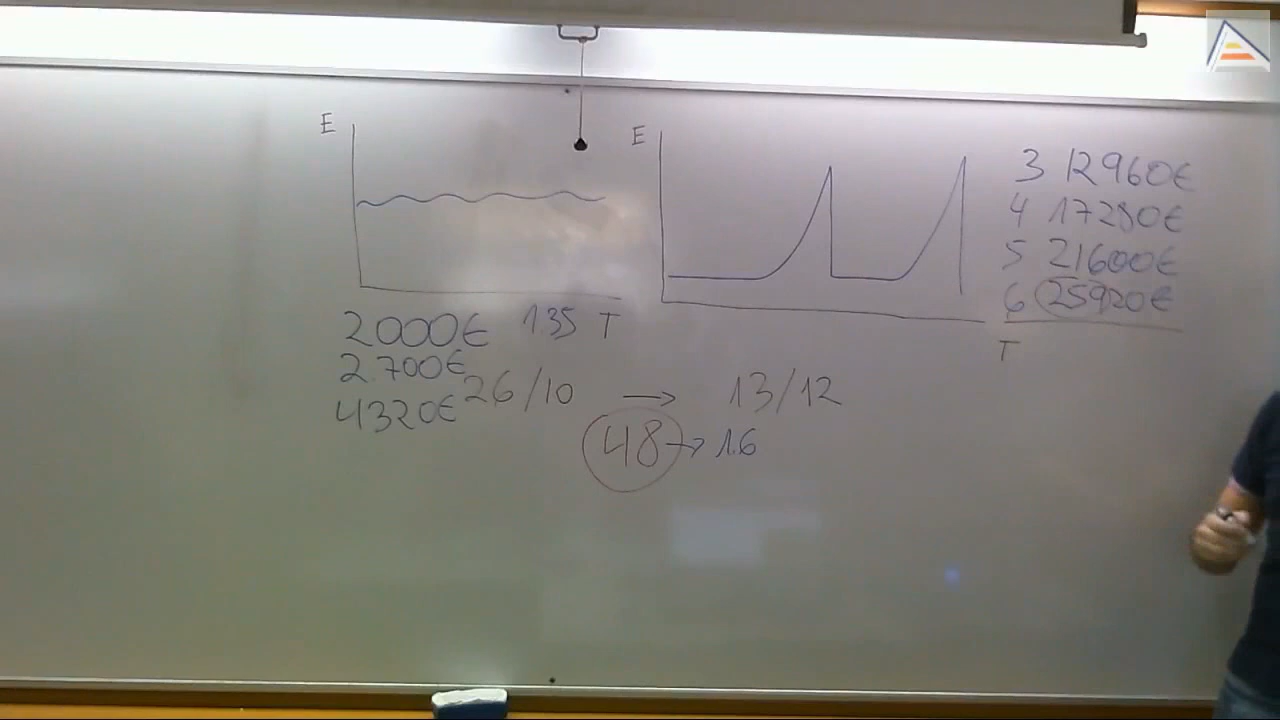 E
E
3 12960€
4 17280€
5 21600€
6 25920€
T
2000€ 135 T
2700€
4320€ 26/10 → 13/12
48 → 1.6